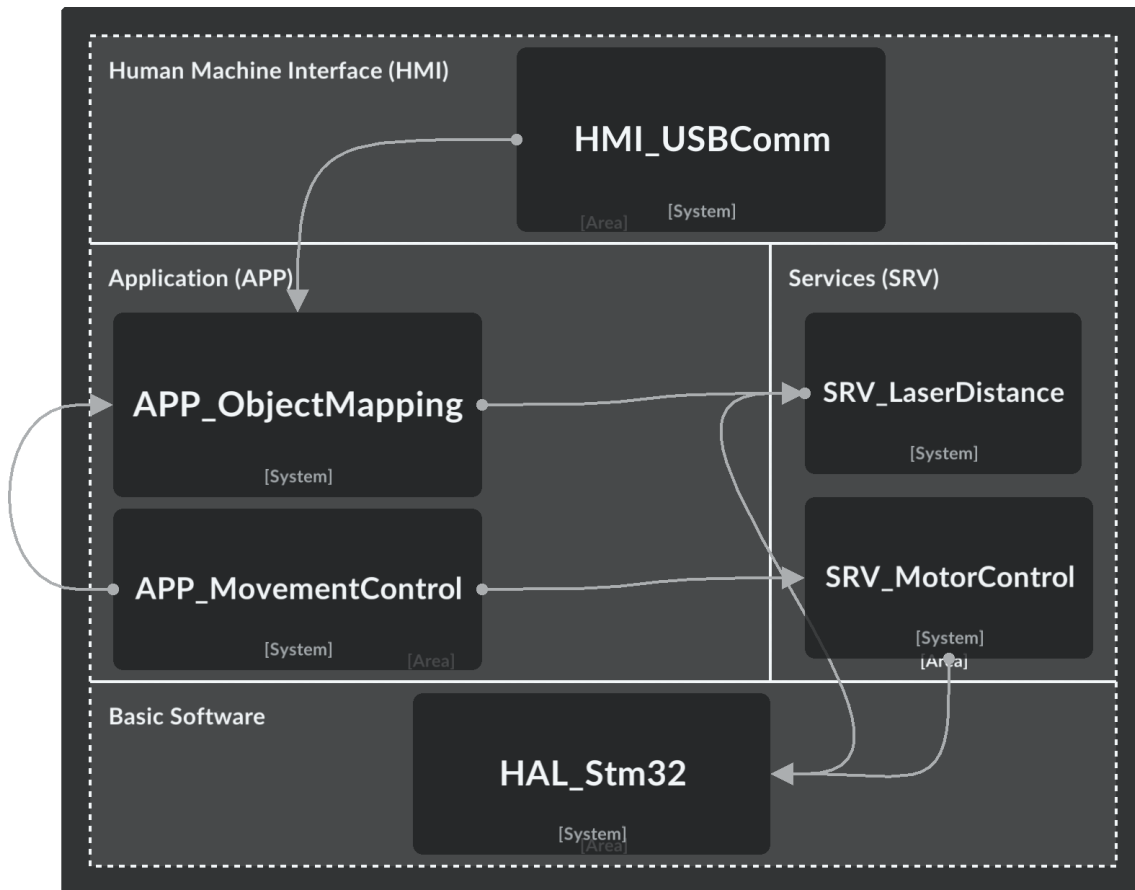 Human Machine Interface (HMI)
HMI_USBComm
[System]
[Area]
Application (APP)
APP_ObjectMapping
[System]
APP_MovementControl
[System]
[Area]
Services (SRV)
SRV_LaserDistance
[System]
SRV_MotorControl
[System]
[Area]
Basic Software
HAL_Stm32
[System]
[Area]